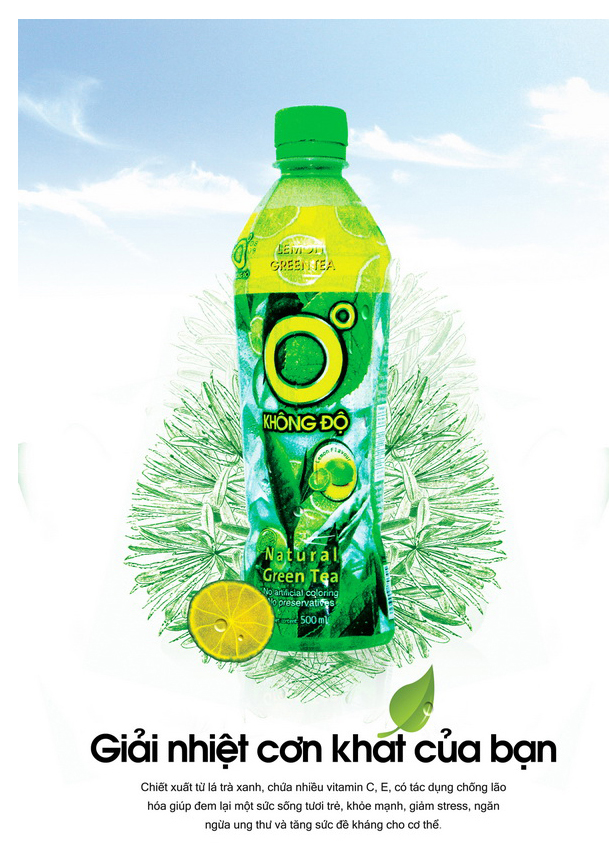 LEMON
GREEN TEA
0°
KHÔNG ĐỘ
Lemon Flavour
Natural
Green Tea
No artificial coloring
No preservatives
500 ml
Giải nhiệt cơn khat của bạn
Chiết xuất từ lá trà xanh, chứa nhiều vitamin C, E, có tác dụng chống lão
hóa giúp đem lại một sức sống tươi trẻ, khỏe mạnh, giảm stress, ngăn
ngừa ung thư và tăng sức đề kháng cho cơ thể.